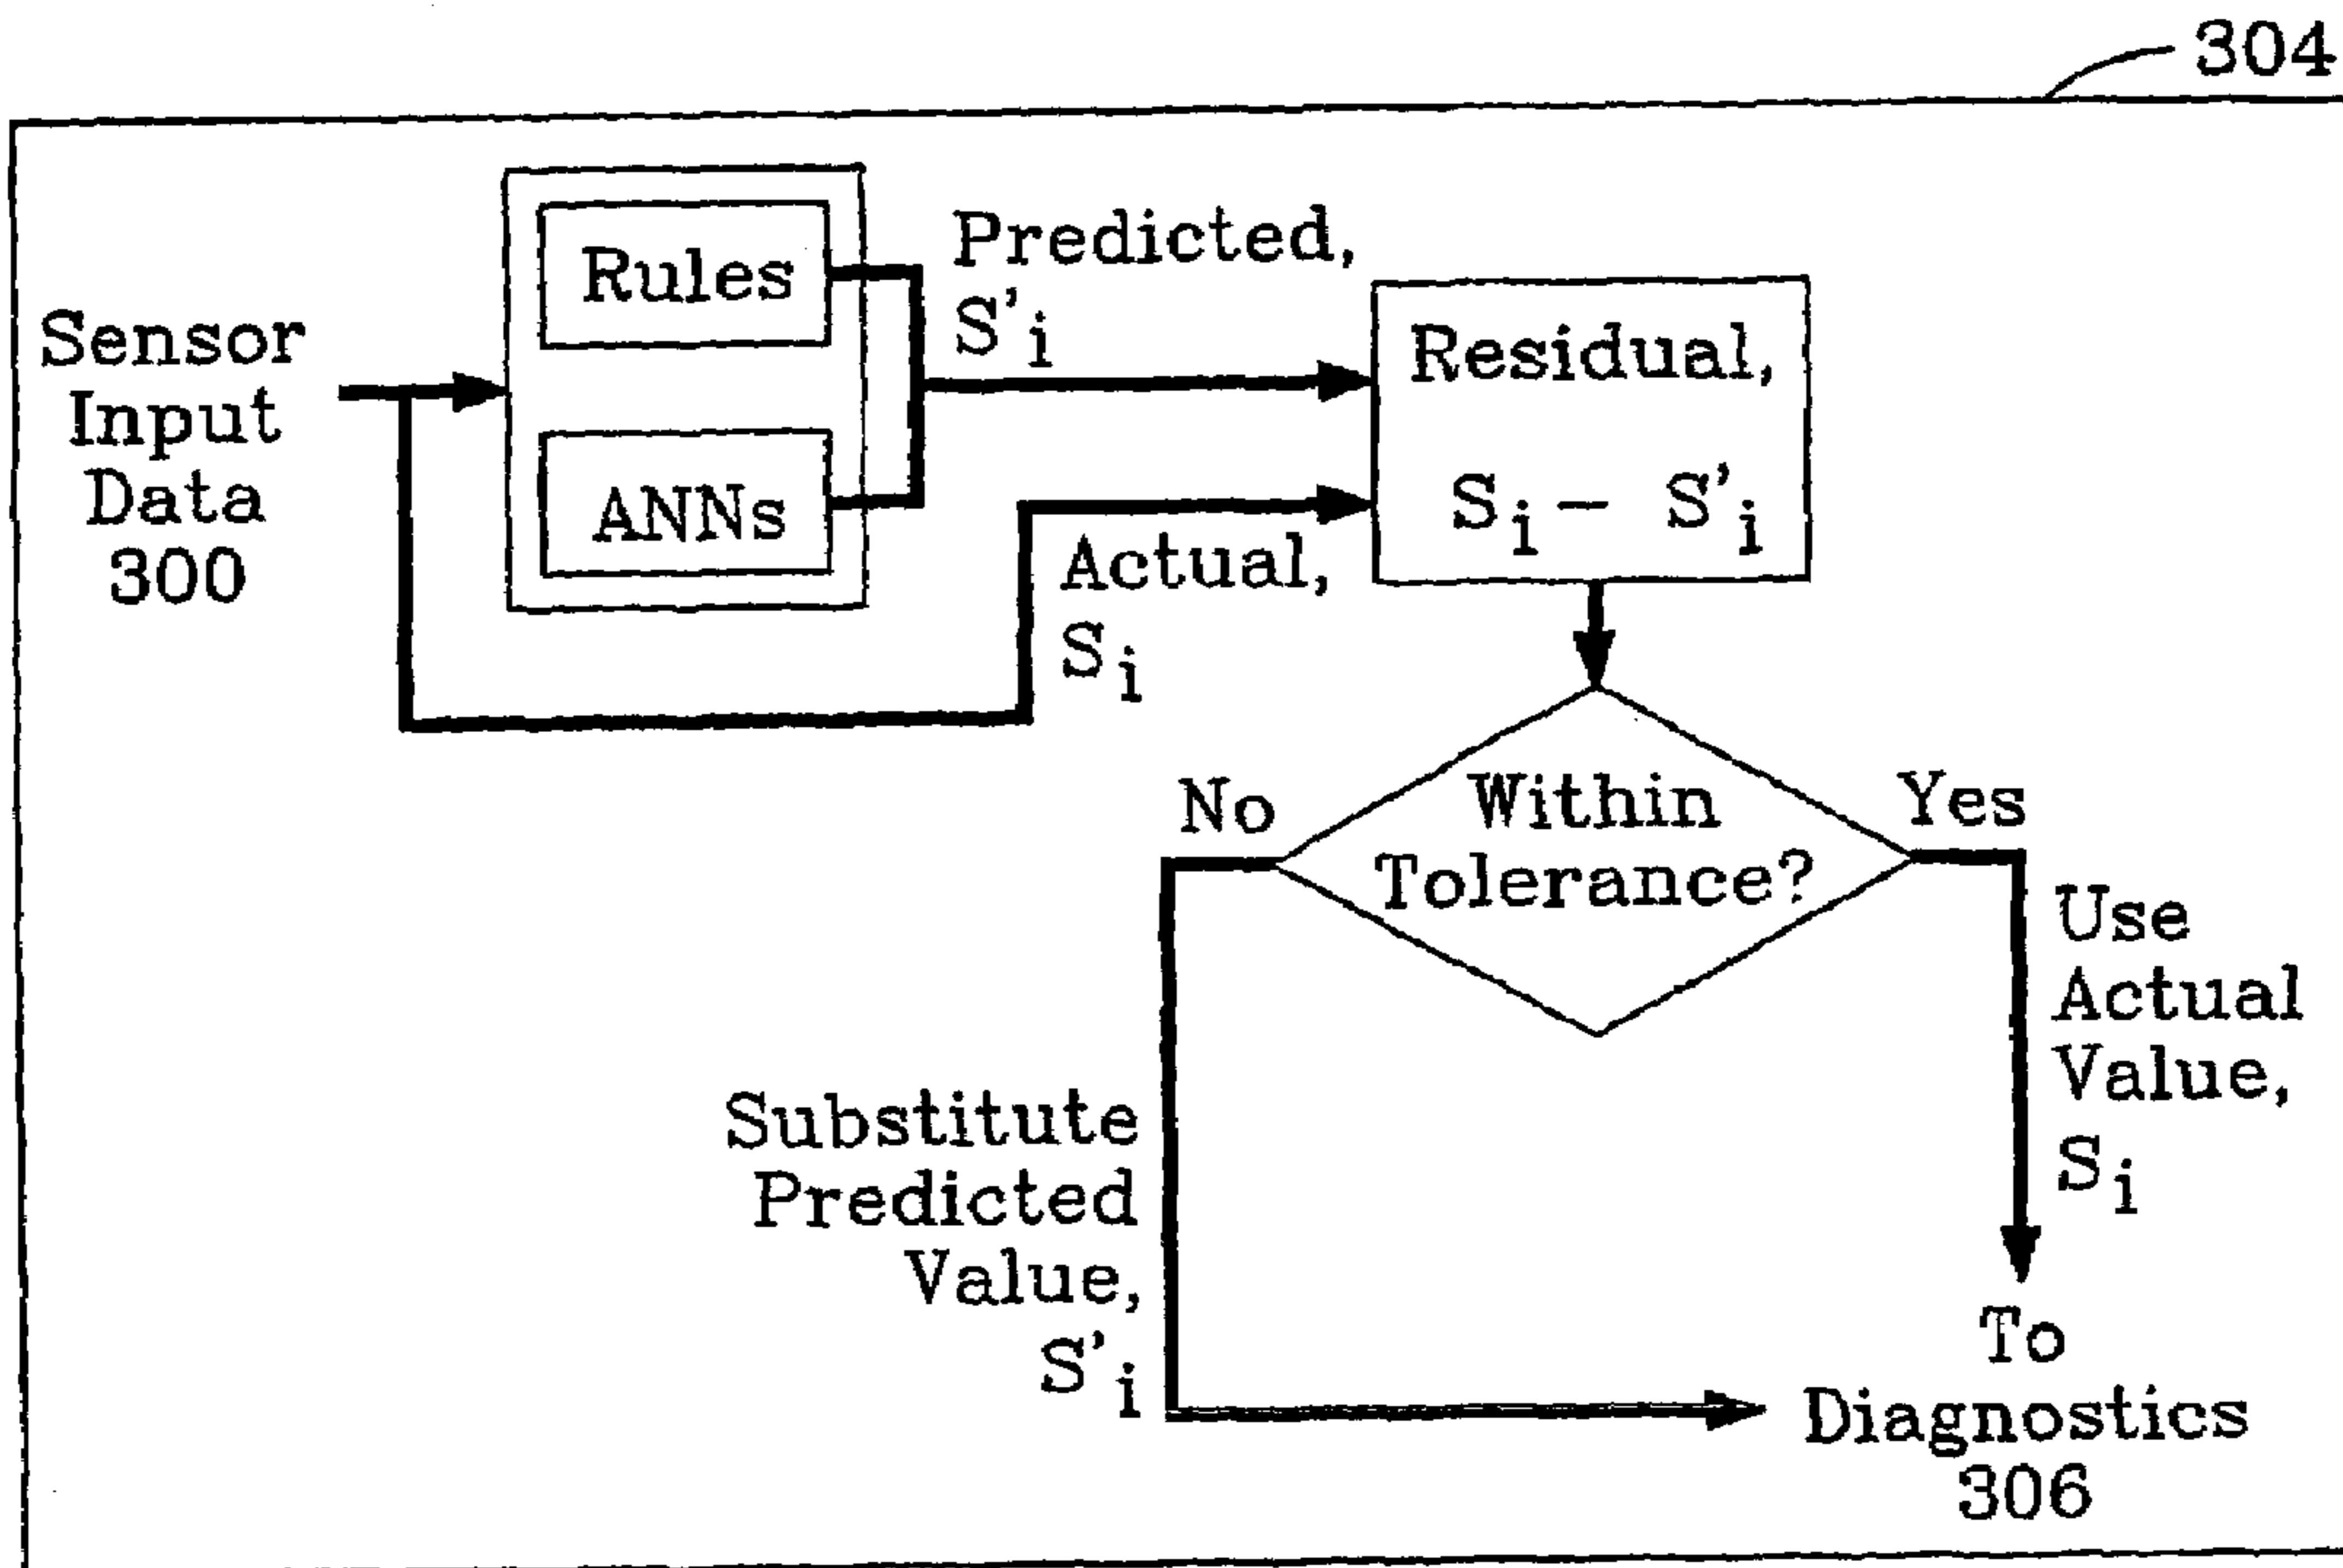 304
Rules
Predicted,
S'i
Sensor
Input
Data
300
ANNs
Residual,
Si - S'i
Actual,
Si
No
Within
Tolerance?
Yes
Use
Actual
Value,
Si
Substitute
Predicted
Value,
S'i
To
Diagnostics
306